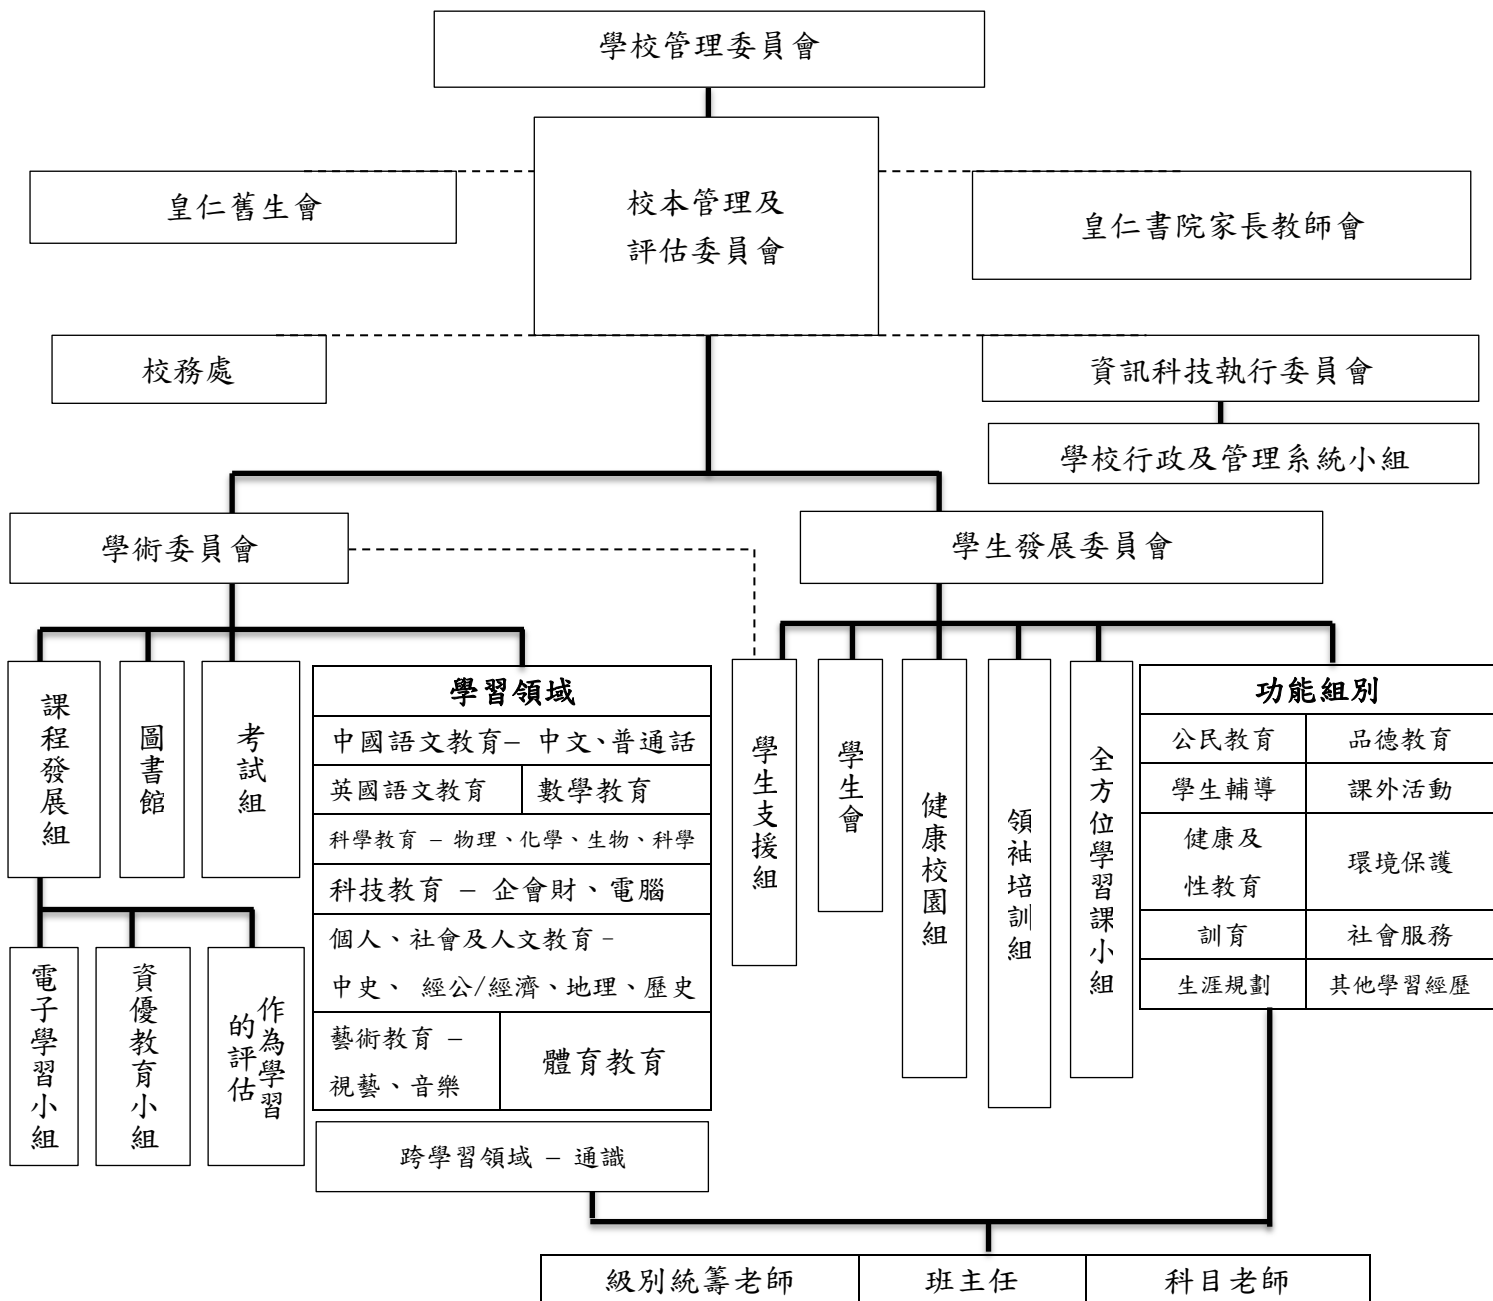 學校管理委員會
校本管理及
評估委員會
皇仁舊生會
皇仁書院家長教師會
校務處
資訊科技執行委員會
學校行政及管理系統小組
學術委員會
學生發展委員會
課程發展組
圖書館
考試組
學習領域
中國語文教育– 中文、普通話
英國語文教育
數學教育
科學教育 – 物理、化學、生物、科學
科技教育 – 企會財、電腦
個人、社會及人文教育 -
中史、 經公/經濟、地理、歷史
藝術教育 –
視藝、音樂
體育教育
跨學習領域 – 通識
電子學習小組
資優教育小組
作為學習
的評估
學生支援組
學生會
健康校園組
領袖培訓組
全方位學習課小組
功能組別
公民教育
品德教育
學生輔導
課外活動
健康及
性教育
環境保護
訓育
社會服務
生涯規劃
其他學習經歷
級別統籌老師
班主任
科目老師